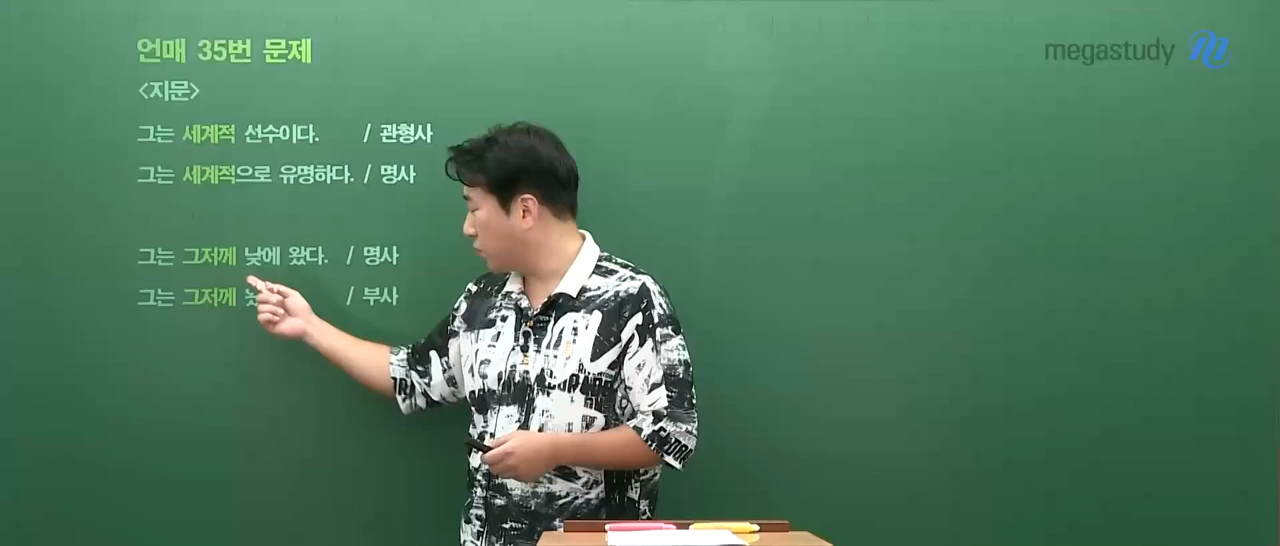 언매 35번 문제
megastudy
<지문>
그는 세계적 선수이다. / 관형사
그는 세계적으로 유명하다. / 명사
그는 그저께 낮에 왔다. / 명사
그는 그저께 / 부사